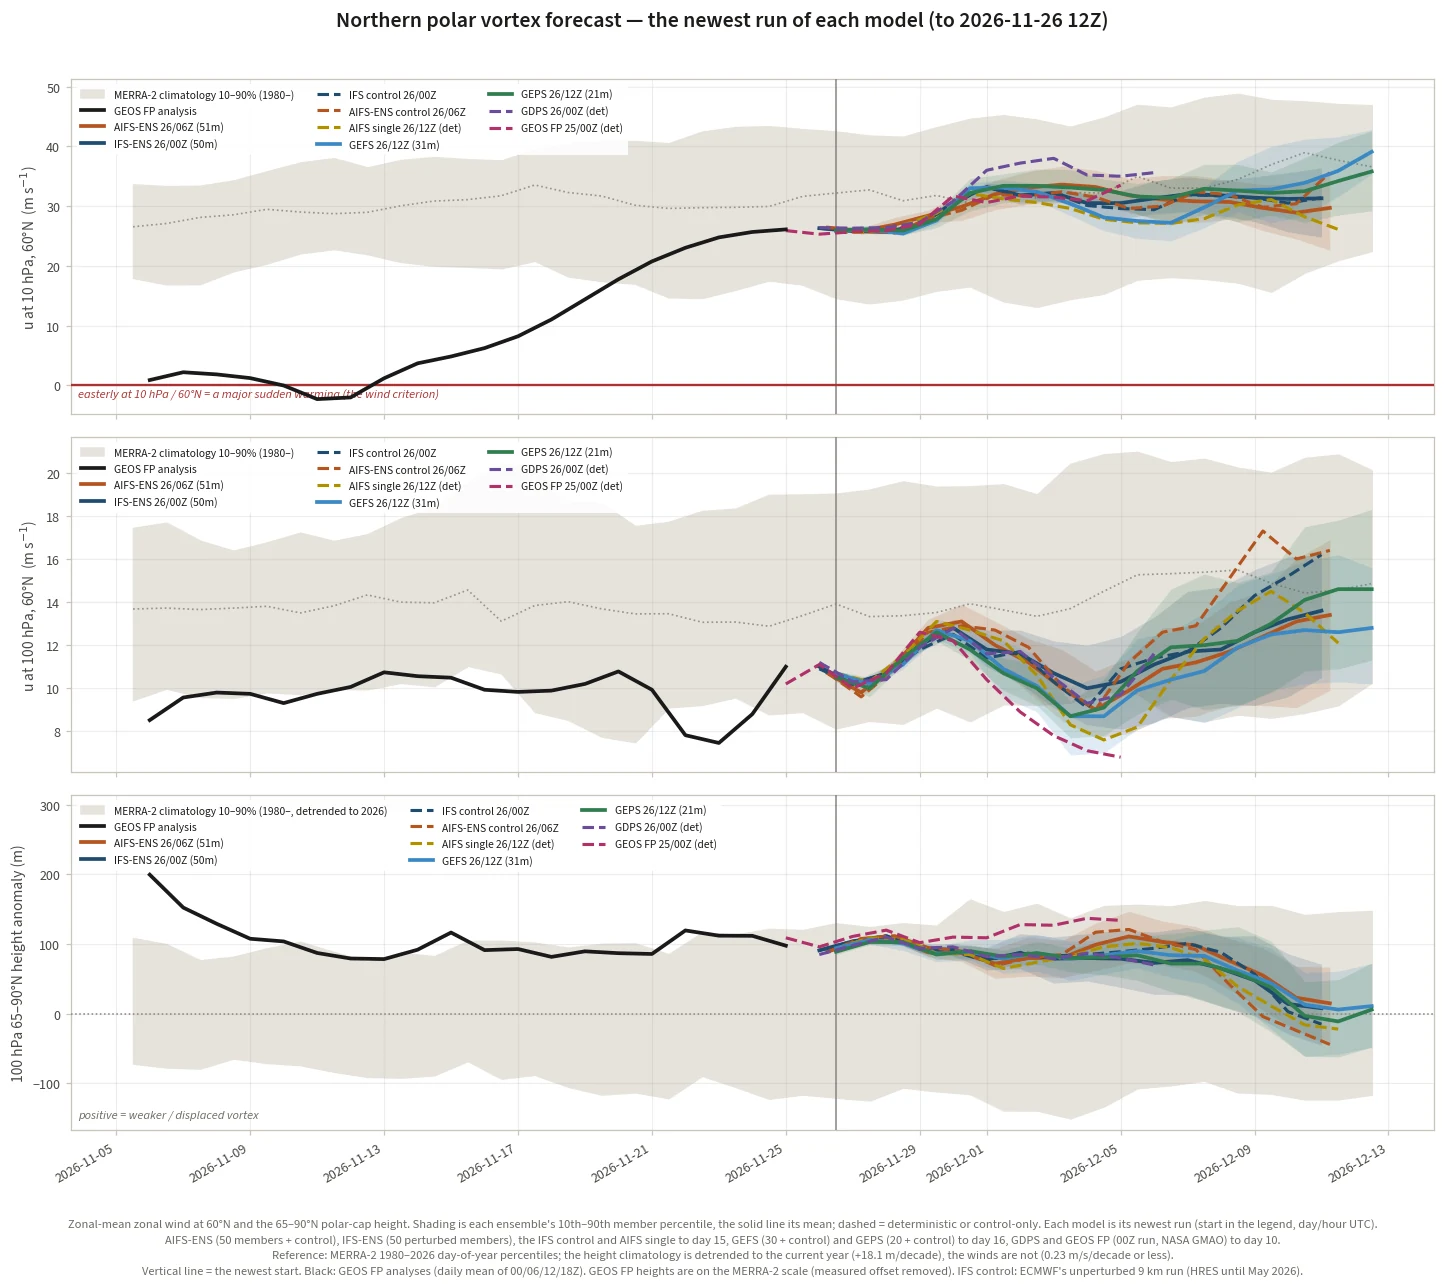 Northern polar vortex forecast — the newest run of each model (to 2026-11-26 12Z)
MERRA-2 climatology 10–90% (1980–)
GEOS FP analysis
AIFS-ENS 26/06Z (51m)
IFS-ENS 26/00Z (50m)
IFS control 26/00Z
AIFS-ENS control 26/06Z
AIFS single 26/12Z (det)
GEFS 26/12Z (31m)
GEPS 26/12Z (21m)
GDPS 26/00Z (det)
GEOS FP 25/00Z (det)
u at 10 hPa, 60°N (m s⁻¹)
50
40
30
20
10
0
easterly at 10 hPa / 60°N = a major sudden warming (the wind criterion)
MERRA-2 climatology 10–90% (1980–)
GEOS FP analysis
AIFS-ENS 26/06Z (51m)
IFS-ENS 26/00Z (50m)
IFS control 26/00Z
AIFS-ENS control 26/06Z
AIFS single 26/12Z (det)
GEFS 26/12Z (31m)
GEPS 26/12Z (21m)
GDPS 26/00Z (det)
GEOS FP 25/00Z (det)
u at 100 hPa, 60°N (m s⁻¹)
20
18
16
14
12
10
8
MERRA-2 climatology 10–90% (1980–, detrended to 2026)
GEOS FP analysis
AIFS-ENS 26/06Z (51m)
IFS-ENS 26/00Z (50m)
IFS control 26/00Z
AIFS-ENS control 26/06Z
AIFS single 26/12Z (det)
GEFS 26/12Z (31m)
GEPS 26/12Z (21m)
GDPS 26/00Z (det)
GEOS FP 25/00Z (det)
100 hPa 65–90°N height anomaly (m)
300
200
100
0
−100
positive = weaker / displaced vortex
2026-11-05
2026-11-09
2026-11-13
2026-11-17
2026-11-21
2026-11-25
2026-11-29
2026-12-01
2026-12-05
2026-12-09
2026-12-13
Zonal-mean zonal wind at 60°N and the 65–90°N polar-cap height. Shading is each ensemble's 10th–90th member percentile, the solid line its mean; dashed = deterministic or control-only. Each model is its newest run (start in the legend, day/hour UTC).
AIFS-ENS (50 members + control), IFS-ENS (50 perturbed members), the IFS control and AIFS single to day 15, GEFS (30 + control) and GEPS (20 + control) to day 16, GDPS and GEOS FP (00Z run, NASA GMAO) to day 10.
Reference: MERRA-2 1980–2026 day-of-year percentiles; the height climatology is detrended to the current year (+18.1 m/decade), the winds are not (0.23 m/s/decade or less).
Vertical line = the newest start. Black: GEOS FP analyses (daily mean of 00/06/12/18Z). GEOS FP heights are on the MERRA-2 scale (measured offset removed). IFS control: ECMWF's unperturbed 9 km run (HRES until May 2026).